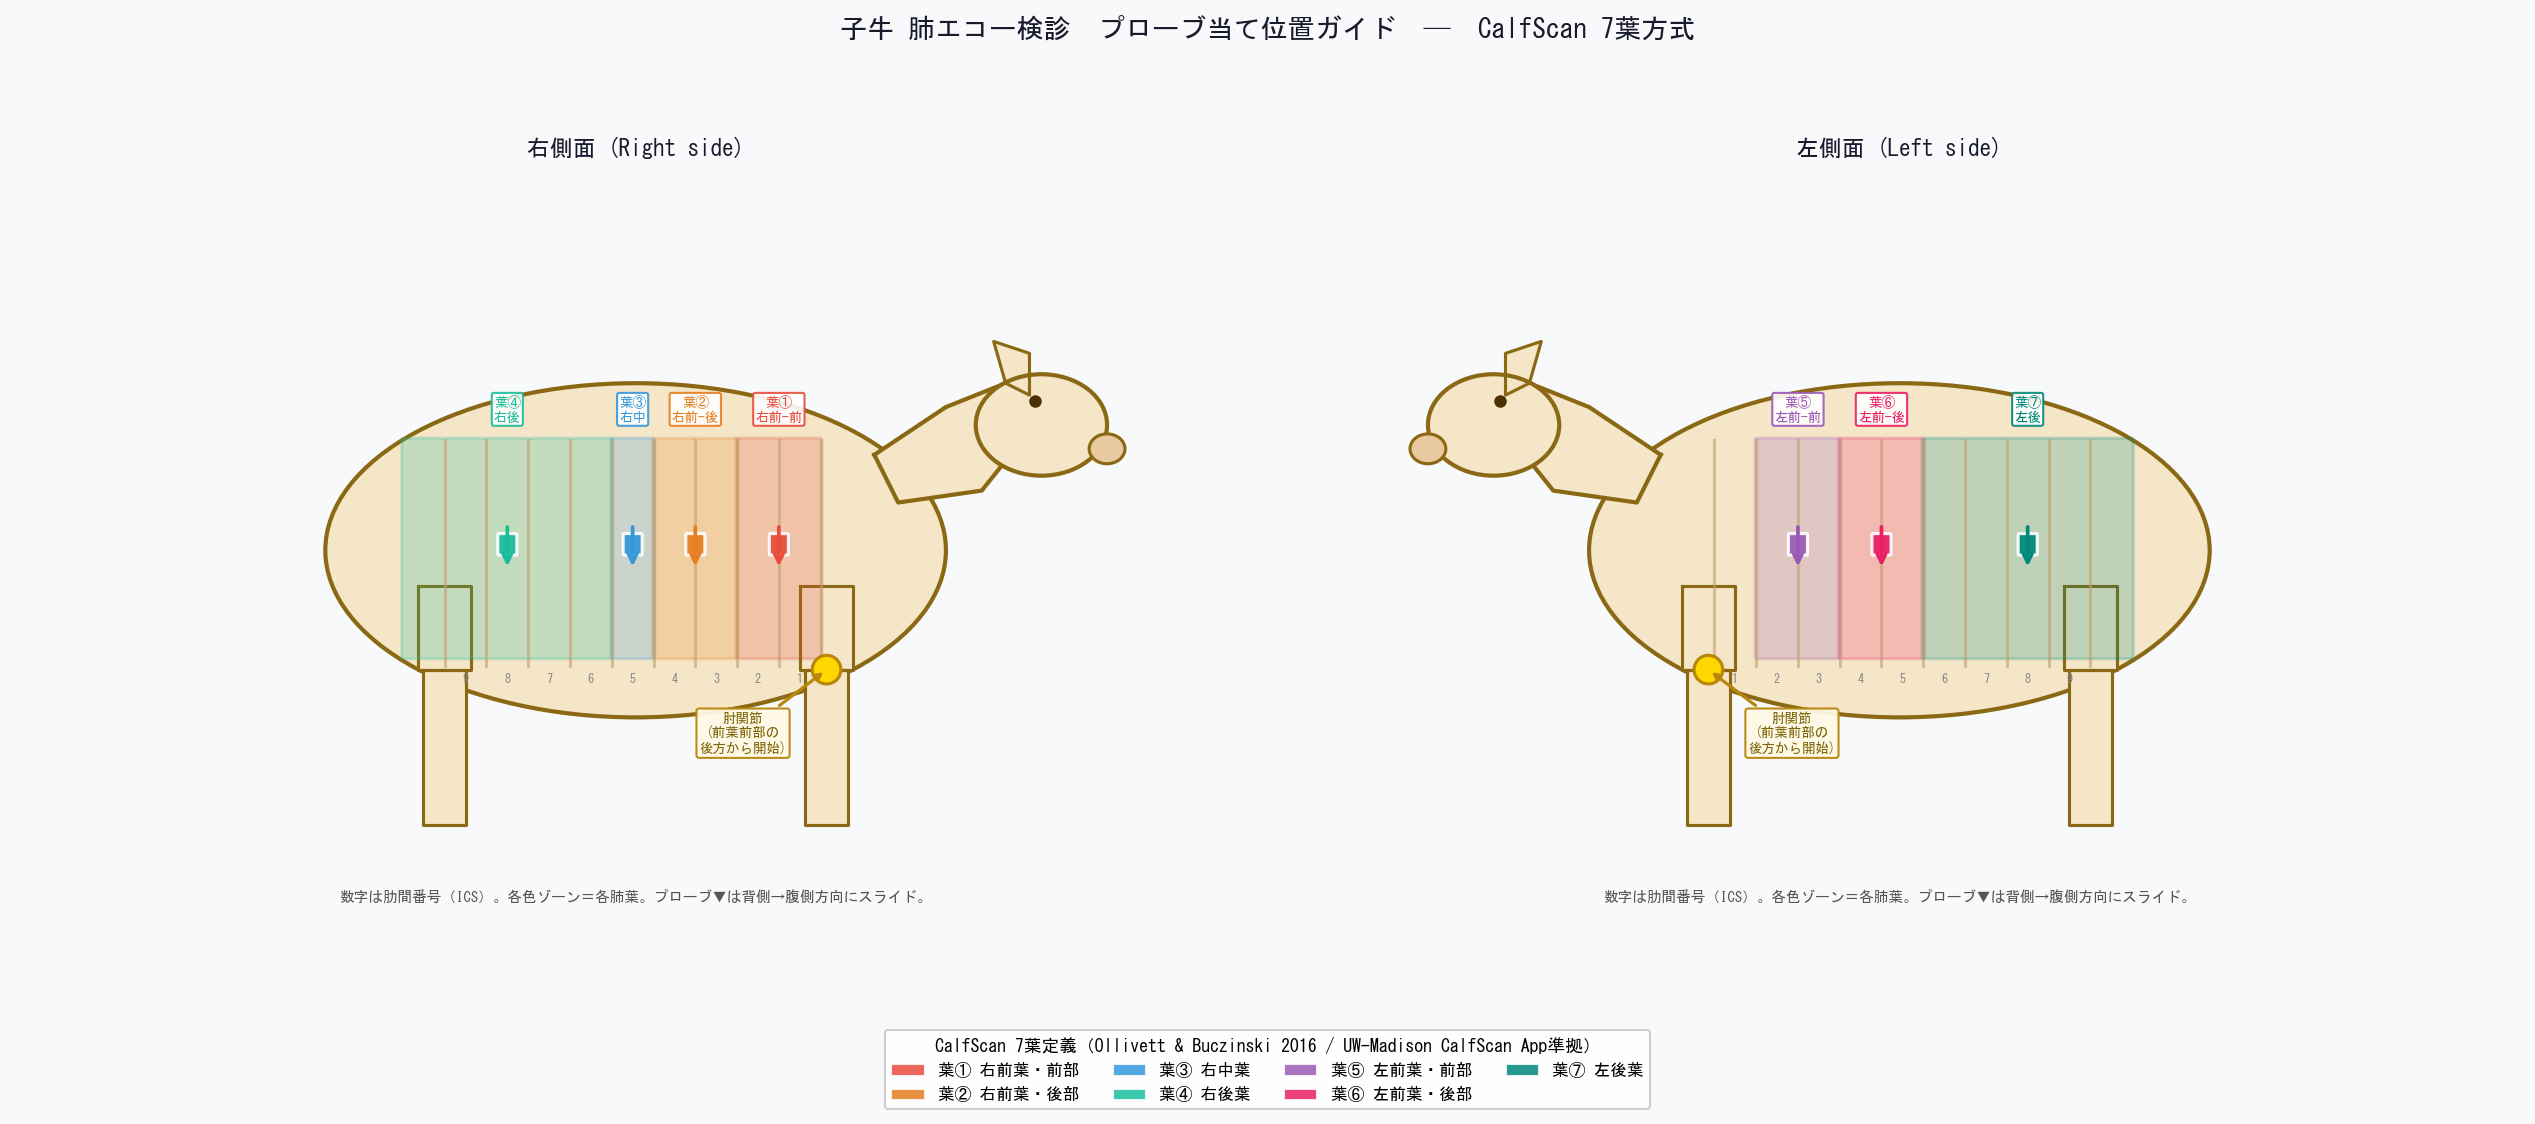 子牛 肺エコー検診　プローブ当て位置ガイド　—　CalfScan 7葉方式
右側面 (Right side)
葉④
右後
葉③
右中
葉②
右前-後
葉①
右前-前
9 8 7 6 5 4 3 2 1
肘関節
(前葉前部の
後方から開始)
数字は肋間番号（ICS）。各色ゾーン＝各肺葉。プローブ▼は背側→腹側方向にスライド。
左側面 (Left side)
葉⑤
左前-前
葉⑥
左前-後
葉⑦
左後
1 2 3 4 5 6 7 8 9
肘関節
(前葉前部の
後方から開始)
数字は肋間番号（ICS）。各色ゾーン＝各肺葉。プローブ▼は背側→腹側方向にスライド。
CalfScan 7葉定義 (Ollivett & Buczinski 2016 / UW-Madison CalfScan App準拠)
葉① 右前葉・前部
葉② 右前葉・後部
葉③ 右中葉
葉④ 右後葉
葉⑤ 左前葉・前部
葉⑥ 左前葉・後部
葉⑦ 左後葉